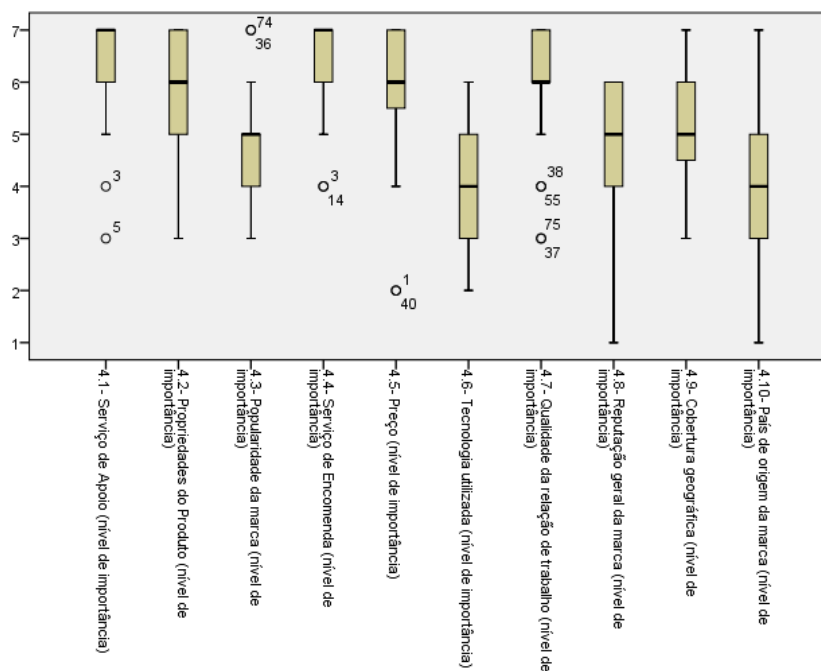 7
6
5
4
3
2
1
3
5
74
36
3
14
1
40
38
55
75
37
4.1- Serviço de Apoio (nível de importância)
4.2- Propriedades do Produto (nível de
importância)
4.3- Popularidade da marca (nível de
importância)
4.4- Serviço de Encomenda (nível de
importância)
4.5- Preço (nível de importância)
4.6- Tecnologia utilizada (nível de importância)
4.7- Qualidade da relação de trabalho (nível de
importância)
4.8- Reputação geral da marca (nível de
importância)
4.9- Cobertura geográfica (nível de
importância)
4.10- País de origem da marca (nível de
importância)